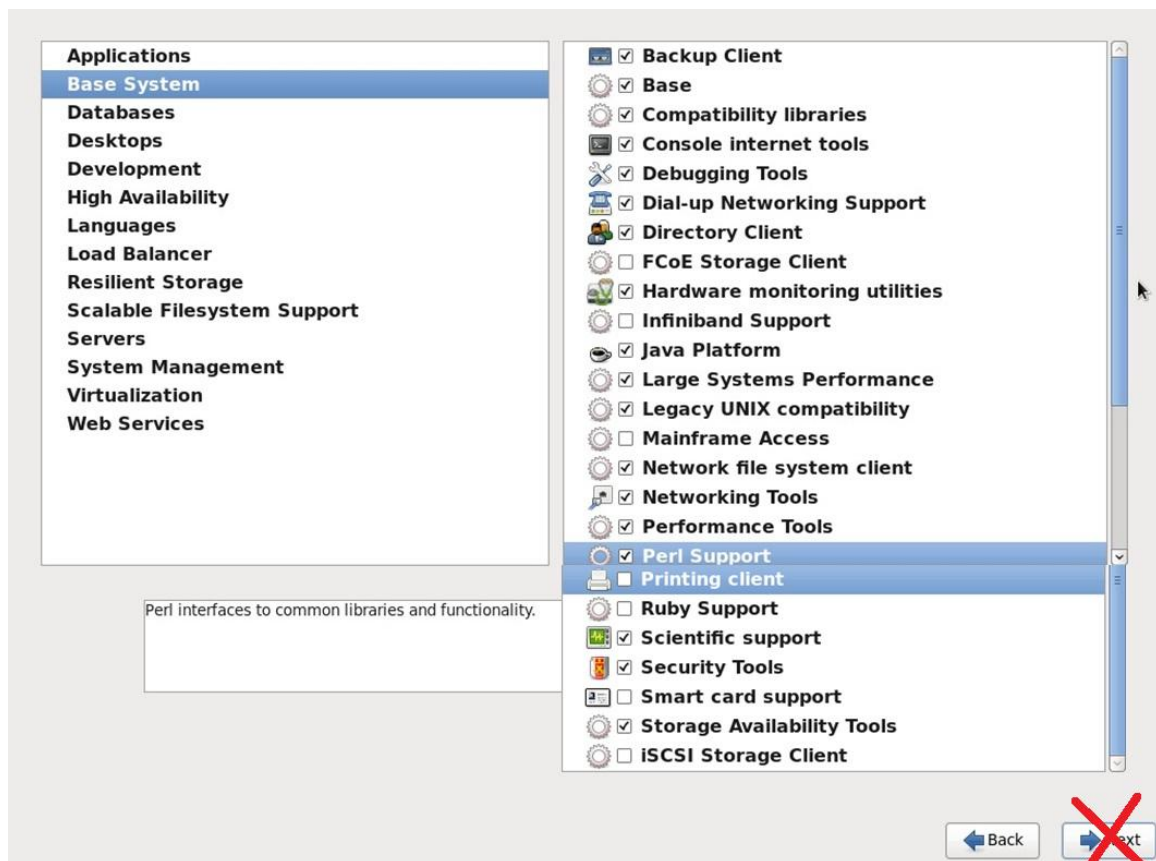 Applications
Base System
Databases
Desktops
Development
High Availability
Languages
Load Balancer
Resilient Storage
Scalable Filesystem Support
Servers
System Management
Virtualization
Web Services
Backup Client
Base
Compatibility libraries
Console internet tools
Debugging Tools
Dial-up Networking Support
Directory Client
FCoE Storage Client
Hardware monitoring utilities
Infiniband Support
Java Platform
Large Systems Performance
Legacy UNIX compatibility
Mainframe Access
Network file system client
Networking Tools
Performance Tools
Perl Support
Printing client
Ruby Support
Scientific support
Security Tools
Smart card support
Storage Availability Tools
iSCSI Storage Client
Perl interfaces to common libraries and functionality.
Back